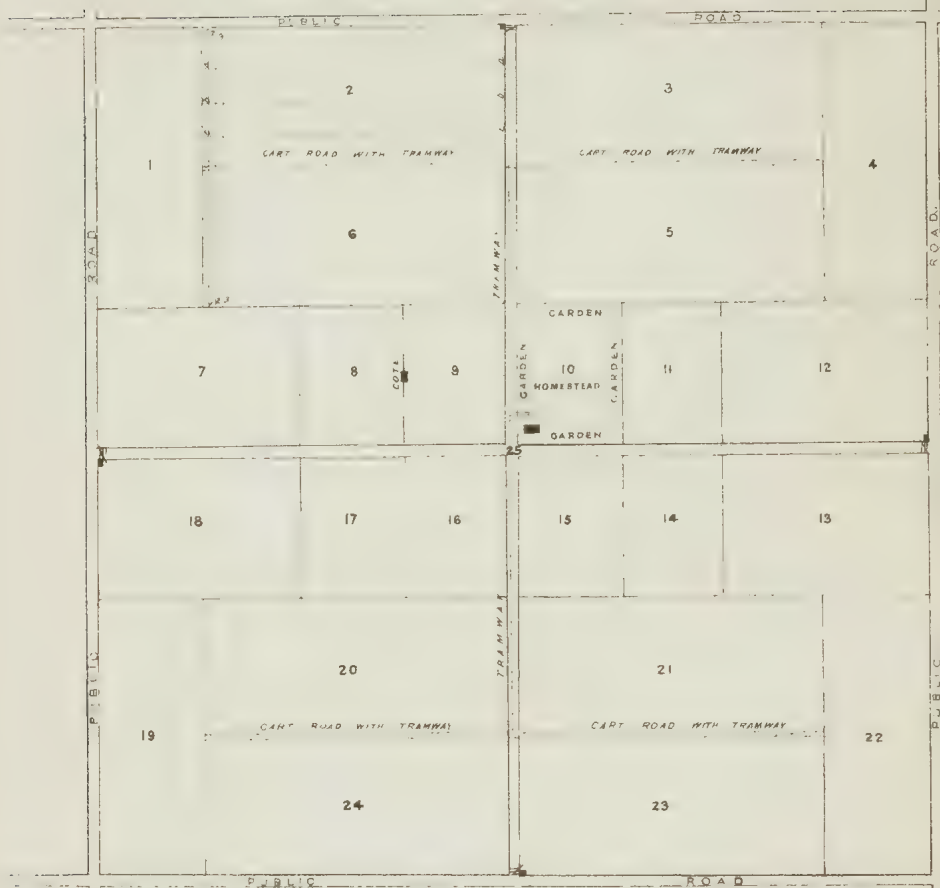 PUBLIC ROAD
2 3
CART ROAD WITH TRAMWAY CART ROAD WITH TRAMWAY
1 4
6 5
ROAD TRAMWAY ROAD.
GARDEN
7 8 COTE 9 GARDEN 10 GARDEN 11 12
HOMESTEAD
GARDEN
25
18 17 16 15 14 13
TRAMWAY
20 21
PUBLIC PUBLIC
CART ROAD WITH TRAMWAY CART ROAD WITH TRAMWAY
19 22
24 23
PUBLIC ROAD